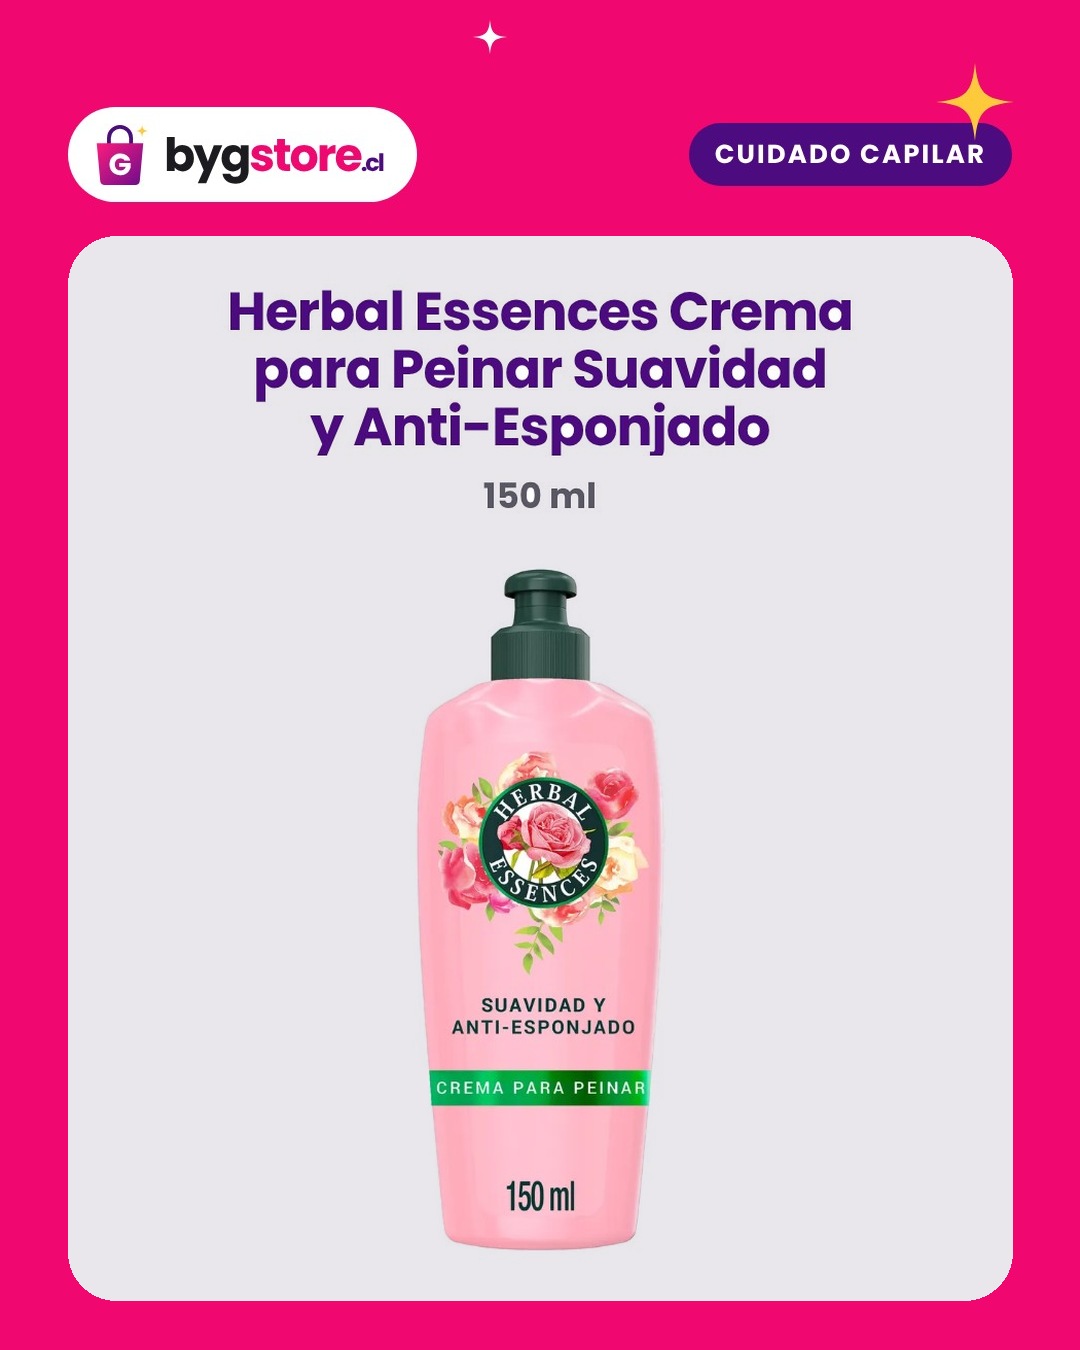 bygstore.cl
CUIDADO CAPILAR
Herbal Essences Crema
para Peinar Suavidad
y Anti-Esponjado
150 ml
HERBAL
ESSENCES
SUAVIDAD Y
ANTI-ESPONJADO
CREMA PARA PEINAR
150 ml